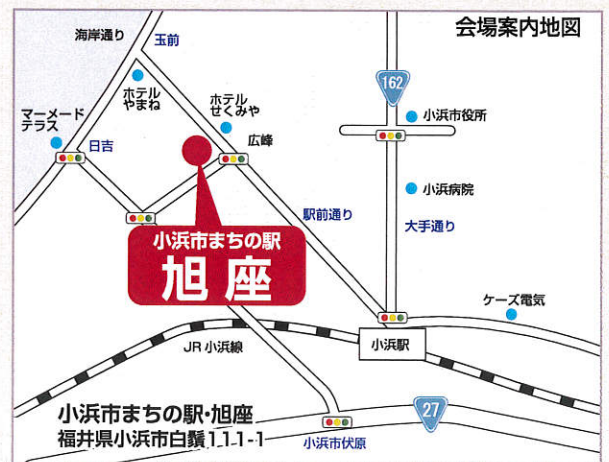 会場案内地図
海岸通り
玉前
162
ホテル
やまね
ホテル
せくみや
小浜市役所
マーメード
テラス
日吉
広峰
小浜病院
駅前通り
大手通り
小浜市まちの駅
旭座
ケーズ電気
JR小浜線
小浜駅
小浜市まちの駅・旭座
福井県小浜市白鬚111-1
27
小浜市伏原